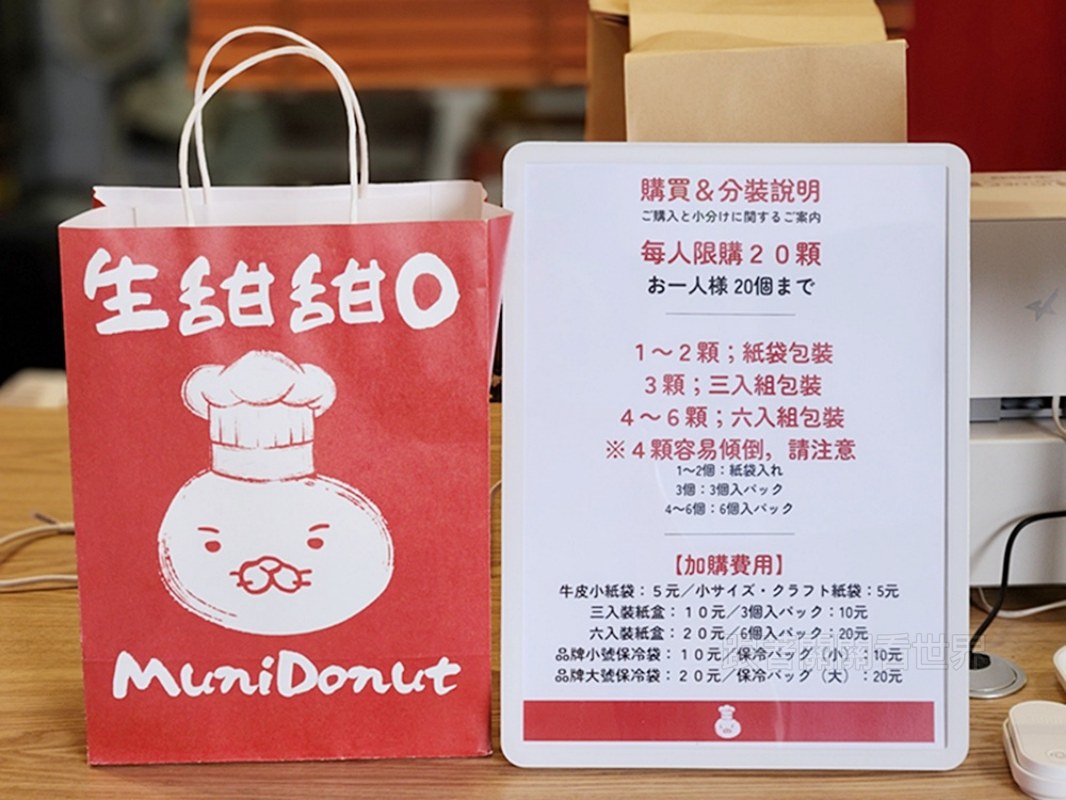 生甜甜O
MuniDonut
購買＆分裝說明
ご購入と小分けに関するご案内
每人限購２０顆
お一人様 20個まで
１～２顆；紙袋包裝
３顆；三入組包裝
４～６顆；六入組包裝
※４顆容易傾倒，請注意
1～2個：紙袋入れ
3個：3個入パック
4～6個：6個入パック
【加購費用】
牛皮小紙袋：５元／小サイズ・クラフト紙袋：5元
三入裝紙盒：１０元／3個入パック：10元
六入裝紙盒：２０元／6個入パック：20元
品牌小號保冷袋：１０元／保冷バッグ（小）：10元
品牌大號保冷袋：２０元／保冷バッグ（大）：20元